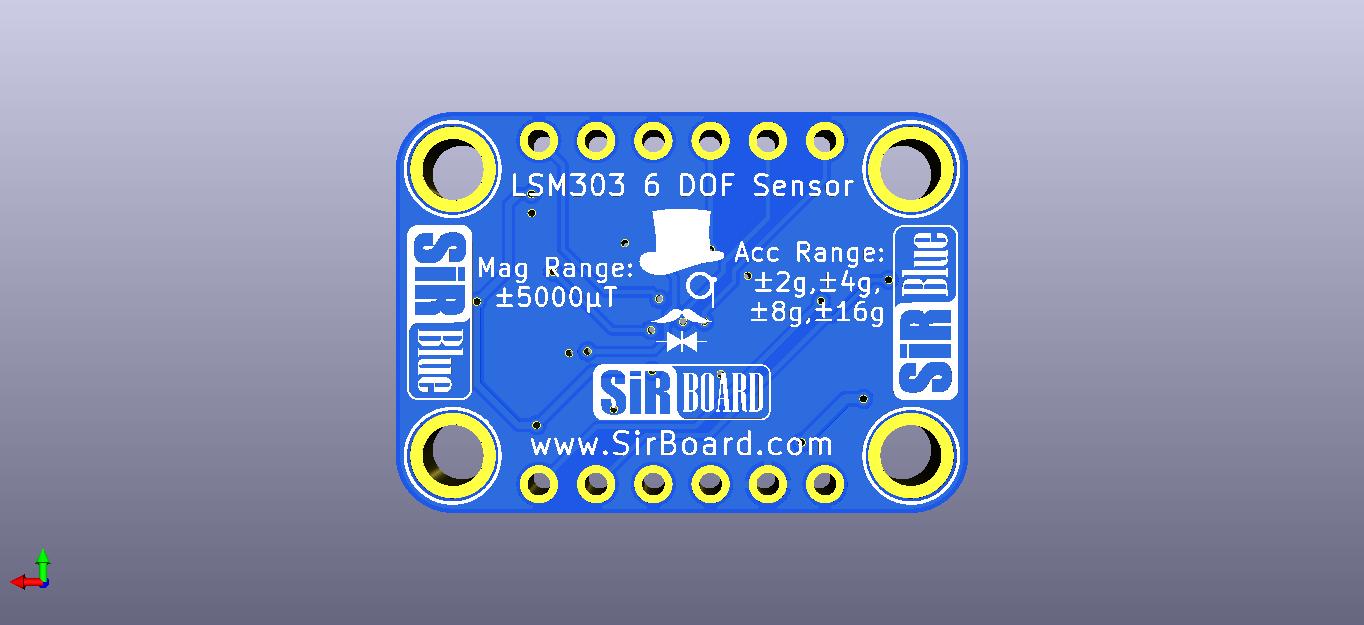 LSM303 6 DOF Sensor
SiR Blue
Mag Range:
±5000µT
Acc Range:
±2g,±4g,
±8g,±16g
SiR Blue
SiR BOARD
www.SirBoard.com